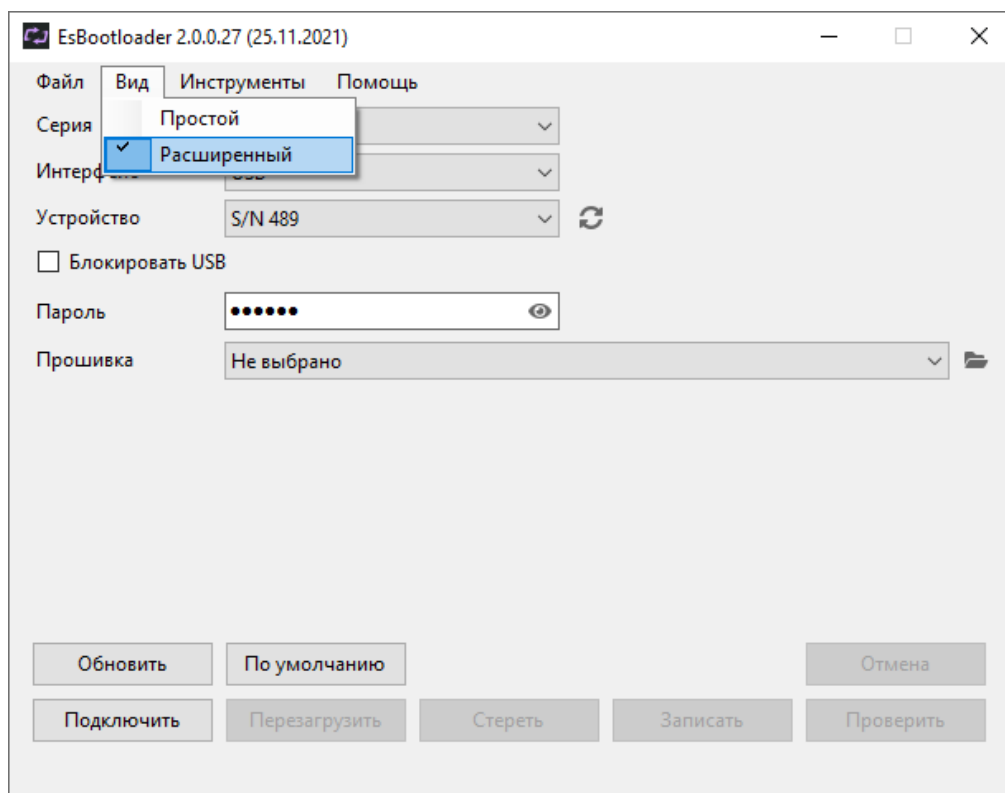 EsBootloader 2.0.0.27 (25.11.2021)
Файл Вид Инструменты Помощь
Простой
Серия
Расширенный
Устройство S/N 489
Блокировать USB
Пароль ••••••
Прошивка Не выбрано
Обновить По умолчанию Отмена
Подключить Перезагрузить Стереть Записать Проверить